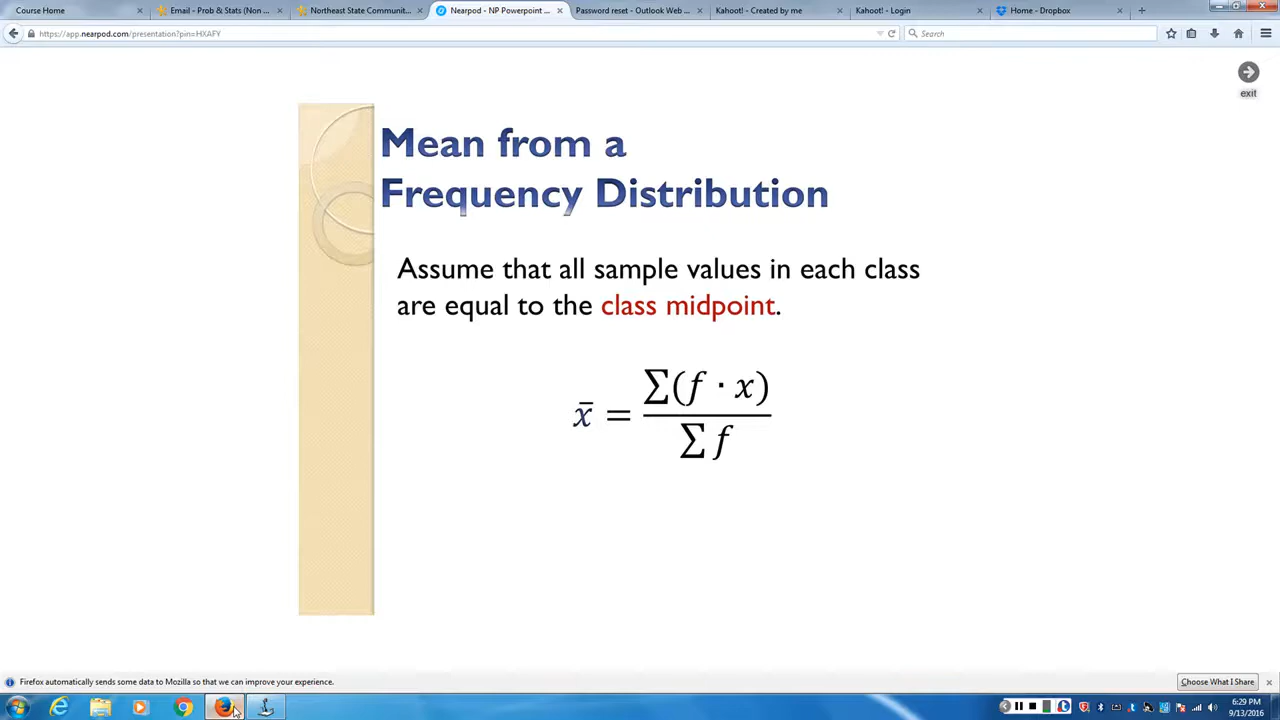 Course Home
Email - Prob & Stats (Non ...
Northeast State Communit...
Nearpod - NP Powerpoint ...
Password reset - Outlook Web ...
Kahoot! - Created by me
Kahoot! - Login
Home - Dropbox
https://app.nearpod.com/presentation?pin=HXAFY
Search
exit
Mean from a
Frequency Distribution
Assume that all sample values in each class
are equal to the class midpoint.
x̄ = ∑(f · x) / ∑ f
Firefox automatically sends some data to Mozilla so that we can improve your experience.
Choose What I Share
6:29 PM
9/13/2016